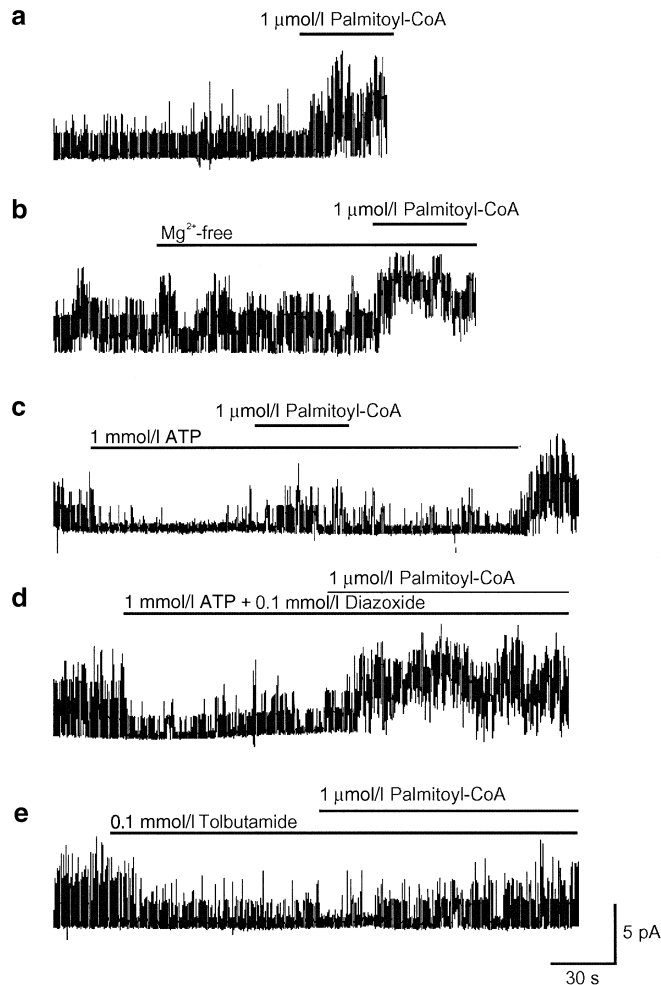 a
1 μmol/l Palmitoyl-CoA
b
1 μmol/l Palmitoyl-CoA
Mg²⁺-free
c
1 μmol/l Palmitoyl-CoA
1 mmol/l ATP
d
1 μmol/l Palmitoyl-CoA
1 mmol/l ATP + 0.1 mmol/l Diazoxide
e
1 μmol/l Palmitoyl-CoA
0.1 mmol/l Tolbutamide
5 pA
30 s